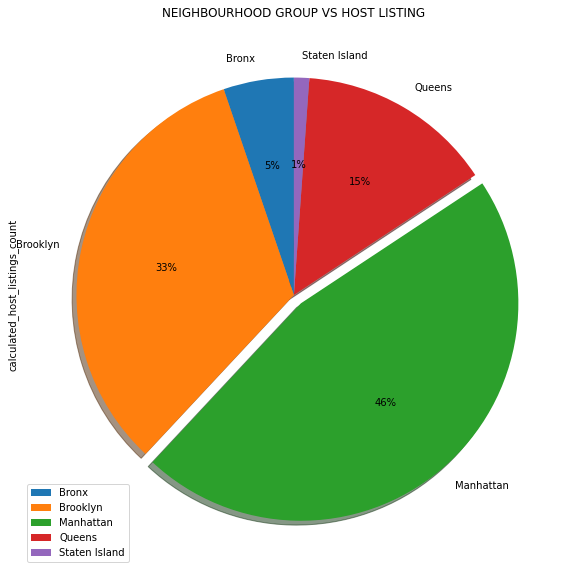 NEIGHBOURHOOD GROUP VS HOST LISTING
Staten Island
Bronx
Queens
5%
1%
15%
Brooklyn
33%
calculated_host_listings_count
46%
Manhattan
Bronx
Brooklyn
Manhattan
Queens
Staten Island